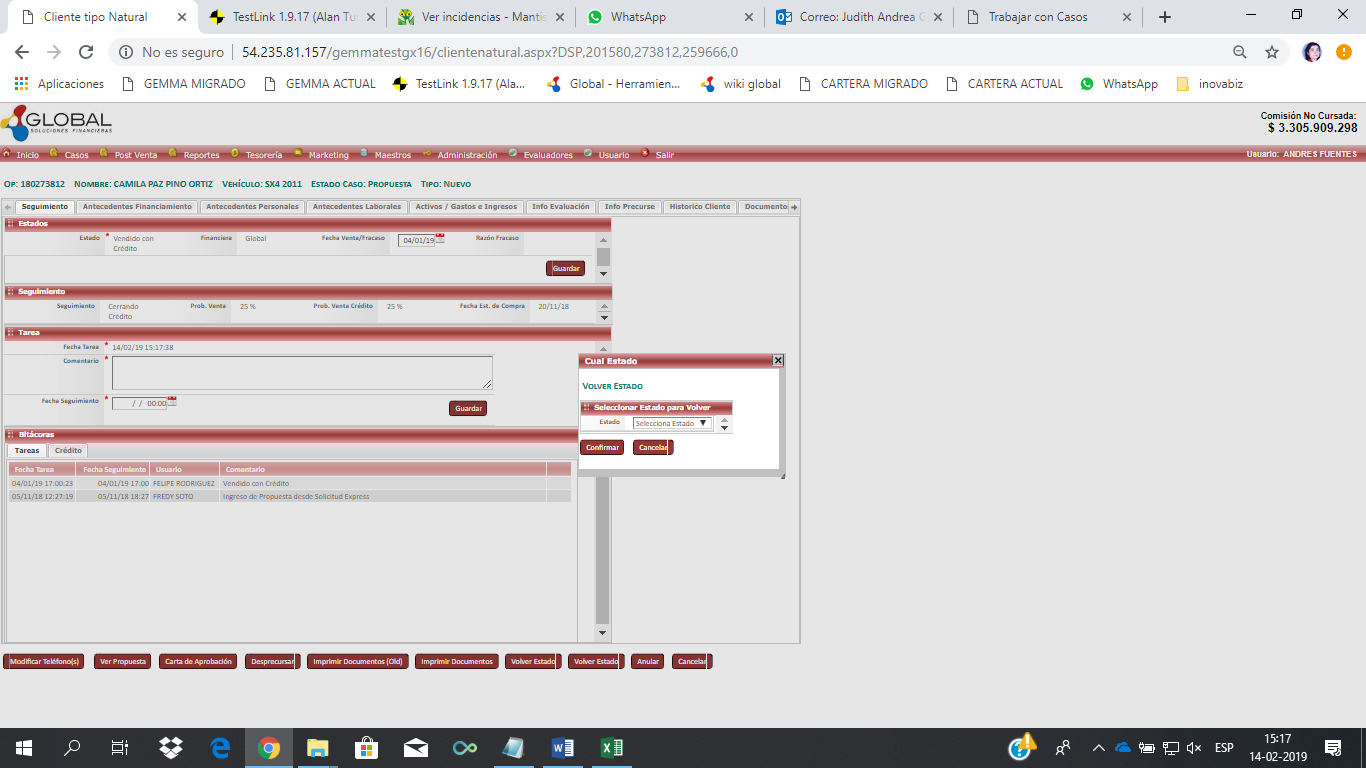 Cliente tipo Natural
TestLink 1.9.17 (Alan Tu
Ver incidencias - Mantis
WhatsApp
Correo: Judith Andrea G
Trabajar con Casos
No es seguro | 54.235.81.157/gemmatestgx16/clientenatural.aspx?DSP,201580,273812,259666,0
Aplicaciones GEMMA MIGRADO GEMMA ACTUAL TestLink 1.9.17 (Ala... Global - Herramien... wiki global CARTERA MIGRADO CARTERA ACTUAL WhatsApp inovabiz
GLOBAL
SOLUCIONES FINANCIERAS
Comisión No Cursada:
$ 3.305.909.298
Inicio Casos Post Venta Reportes Tesorería Marketing Maestros Administración Evaluadores Usuario Salir Usuario: ANDRES FUENTES
Op: 180273812 Nombre: CAMILA PAZ PINO ORTIZ Vehículo: SX4 2011 Estado Caso: Propuesta Tipo: Nuevo
Seguimiento Antecedentes Financiamiento Antecedentes Personales Antecedentes Laborales Activos / Gastos e Ingresos Info Evaluación Info Precurse Historico Cliente Documento
Estados
Estado * Vendido con Crédito Financiera Global Fecha Venta/Fracaso 04/01/19 Razón Fracaso
Guardar
Seguimiento
Seguimiento Cerrando Crédito Prob. Venta 25 % Prob. Venta Crédito 25 % Fecha Est. de Compra 20/11/18
Tarea
Fecha Tarea * 14/02/19 15:17:38
Comentario *
Fecha Seguimiento * / / 00:00
Guardar
Cual Estado
Volver Estado
Seleccionar Estado para Volver
Estado Selecciona Estado
Confirmar Cancelar
Bitácoras
Tareas Crédito
Fecha Tarea Fecha Seguimiento Usuario Comentario
04/01/19 17:00:23 04/01/19 17:00 FELIPE RODRIGUEZ Vendido con Crédito
05/11/18 12:27:19 05/11/18 18:27 FREDY SOTO Ingreso de Propuesta desde Solicitud Express
Modificar Teléfono(s) Ver Propuesta Carta de Aprobación Desprecursar Imprimir Documentos (Old) Imprimir Documentos Volver Estado Volver Estado Anular Cancelar
ESP
15:17
14-02-2019